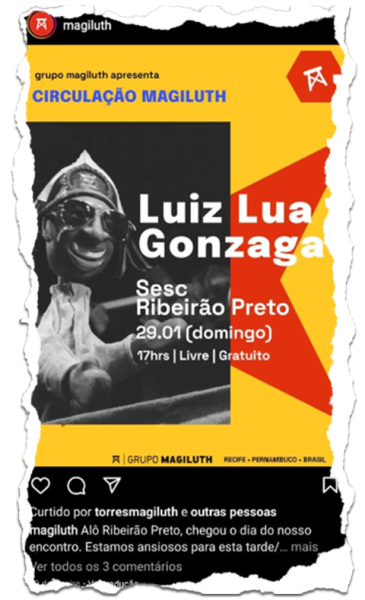 magiluth
grupo magiluth apresenta
CIRCULAÇÃO MAGILUTH
Luiz Lua
Gonzaga
Sesc
Ribeirão Preto
29.01 (domingo)
17hrs | Livre | Gratuito
GRUPO MAGILUTH RECIFE • PERNAMBUCO • BRASIL
Curtido por torresmagiluth e outras pessoas
magiluth Alô Ribeirão Preto, chegou o dia do nosso
encontro. Estamos ansiosos para esta tarde/... mais
Ver todos os 3 comentários